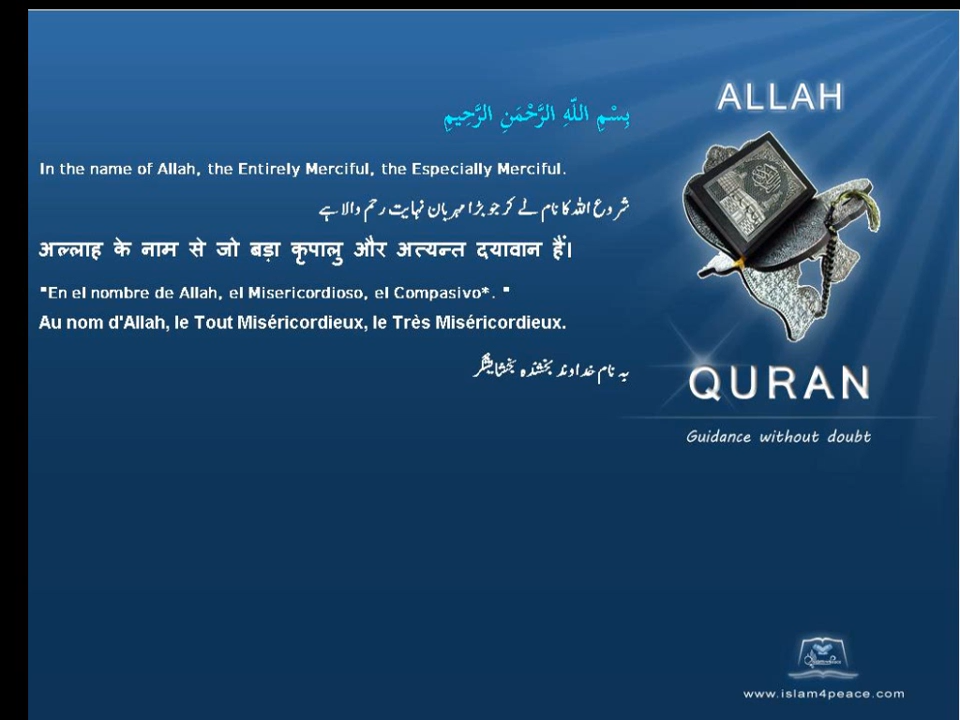 بِسْمِ اللّهِ الرَّحْمَنِ الرَّحِيمِ
In the name of Allah, the Entirely Merciful, the Especially Merciful.
شروع الله کا نام لے کر جو بڑا مہربان نہایت رحم والا ہے
अल्लाह के नाम से जो बड़ा कृपालु और अत्यन्त दयावान हैं।
"En el nombre de Allah, el Misericordioso, el Compasivo*. "
Au nom d'Allah, le Tout Miséricordieux, le Très Miséricordieux.
به نام خداوند بخشنده بخشایشگر
ALLAH
QURAN
Guidance without doubt
www.islam4peace.com